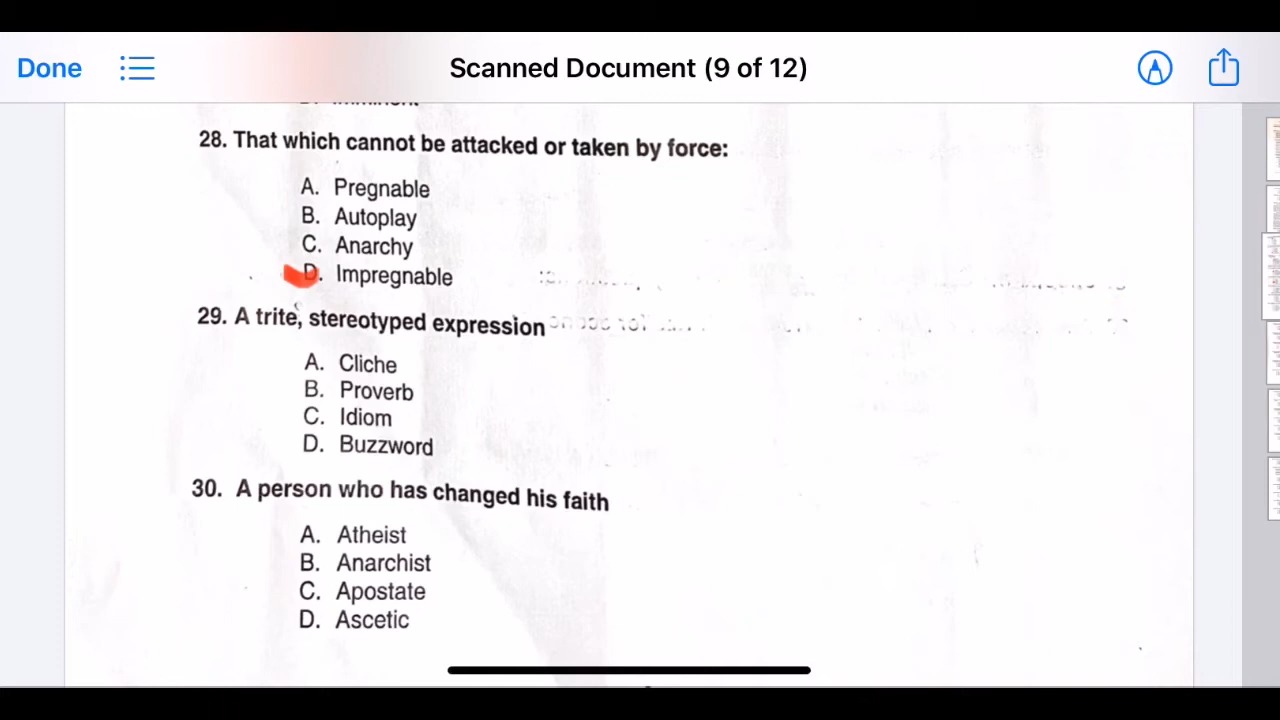 Done
Scanned Document (9 of 12)
28. That which cannot be attacked or taken by force:
A. Pregnable
B. Autoplay
C. Anarchy
D. Impregnable
29. A trite, stereotyped expression
A. Cliche
B. Proverb
C. Idiom
D. Buzzword
30. A person who has changed his faith
A. Atheist
B. Anarchist
C. Apostate
D. Ascetic